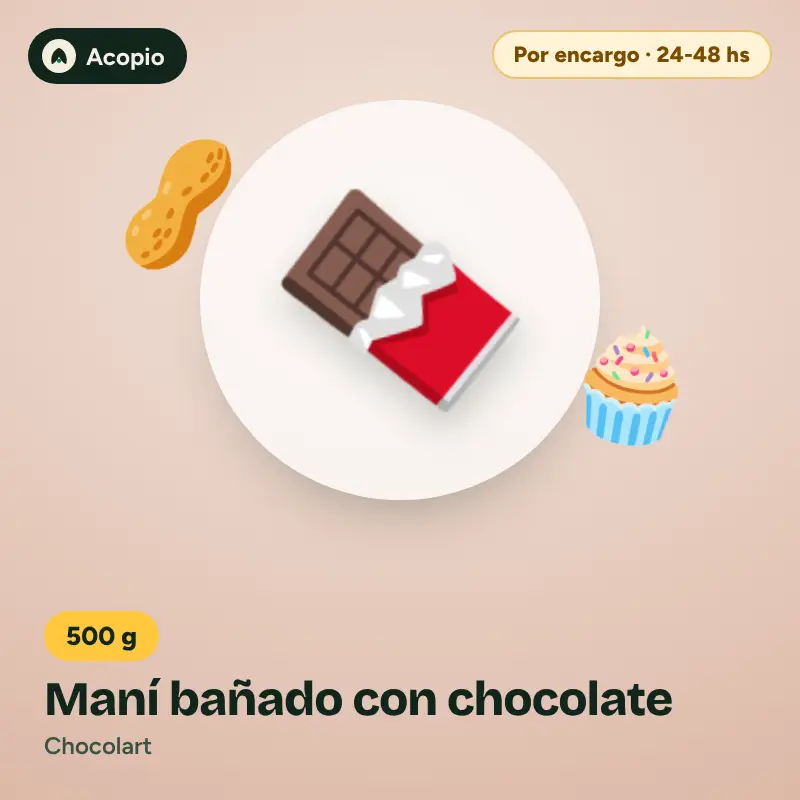 Acopio
Por encargo · 24-48 hs
500 g
Maní bañado con chocolate
Chocolart